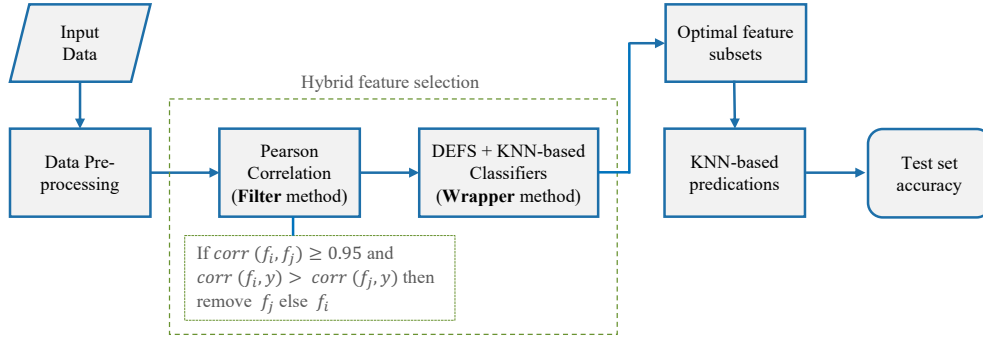 Input
Data
Optimal feature
subsets
Hybrid feature selection
Data Pre-
processing
Pearson
Correlation
(Filter method)
DEFS + KNN-based
Classifiers
(Wrapper method)
KNN-based
predications
Test set
accuracy
If 𝑐𝑜𝑟𝑟 (𝑓ᵢ, 𝑓ⱼ) ≥ 0.95 and
𝑐𝑜𝑟𝑟 (𝑓ᵢ, 𝑦) > 𝑐𝑜𝑟𝑟 (𝑓ⱼ, 𝑦) then
remove 𝑓ⱼ else 𝑓ᵢ